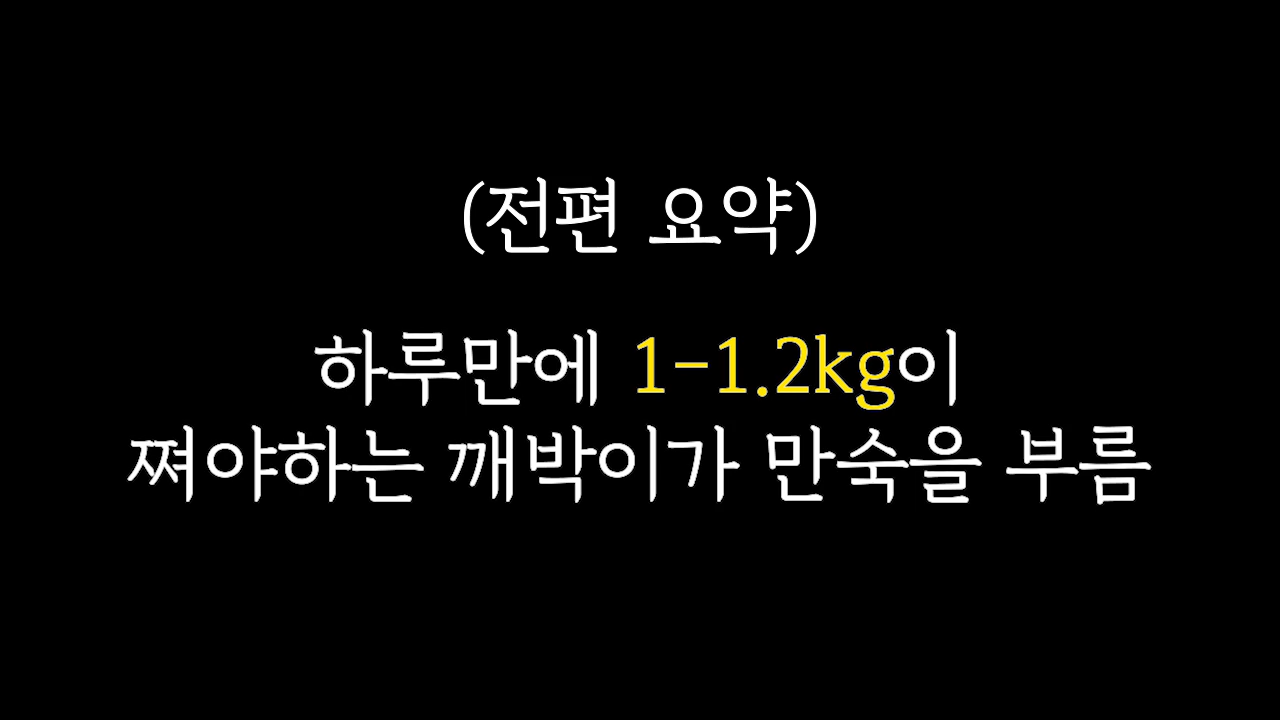 (전편 요약)
하루만에 1-1.2kg이
쪄야하는 깨박이가 만숙을 부름